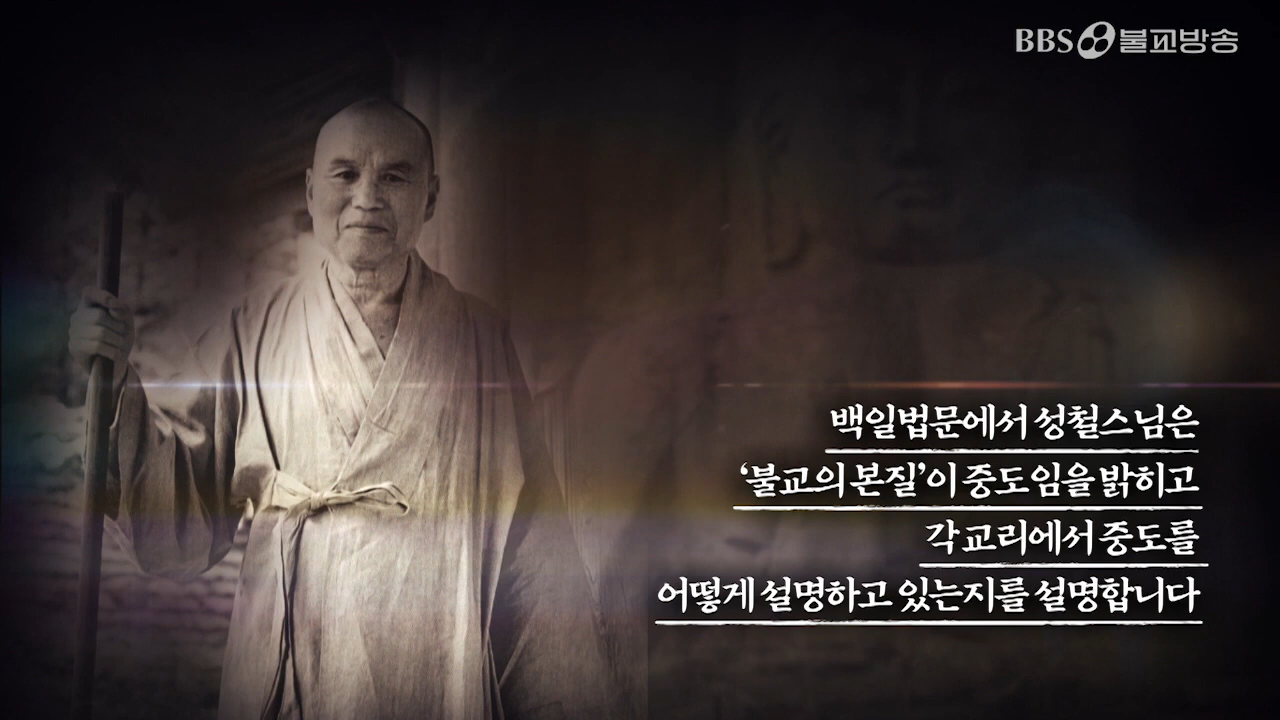 BBS 불교방송
백일법문에서 성철스님은
‘불교의 본질’이 중도임을 밝히고
각 교리에서 중도를
어떻게 설명하고 있는지를 설명합니다